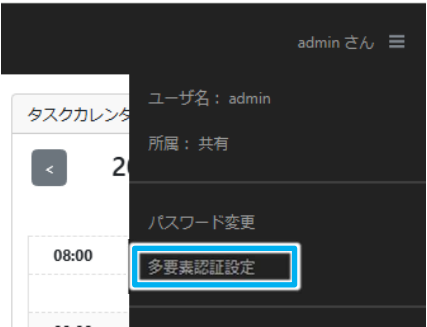 admin さん
ユーザ名： admin
タスクカレンダ
所属： 共有
< 2
パスワード変更
08:00
多要素認証設定